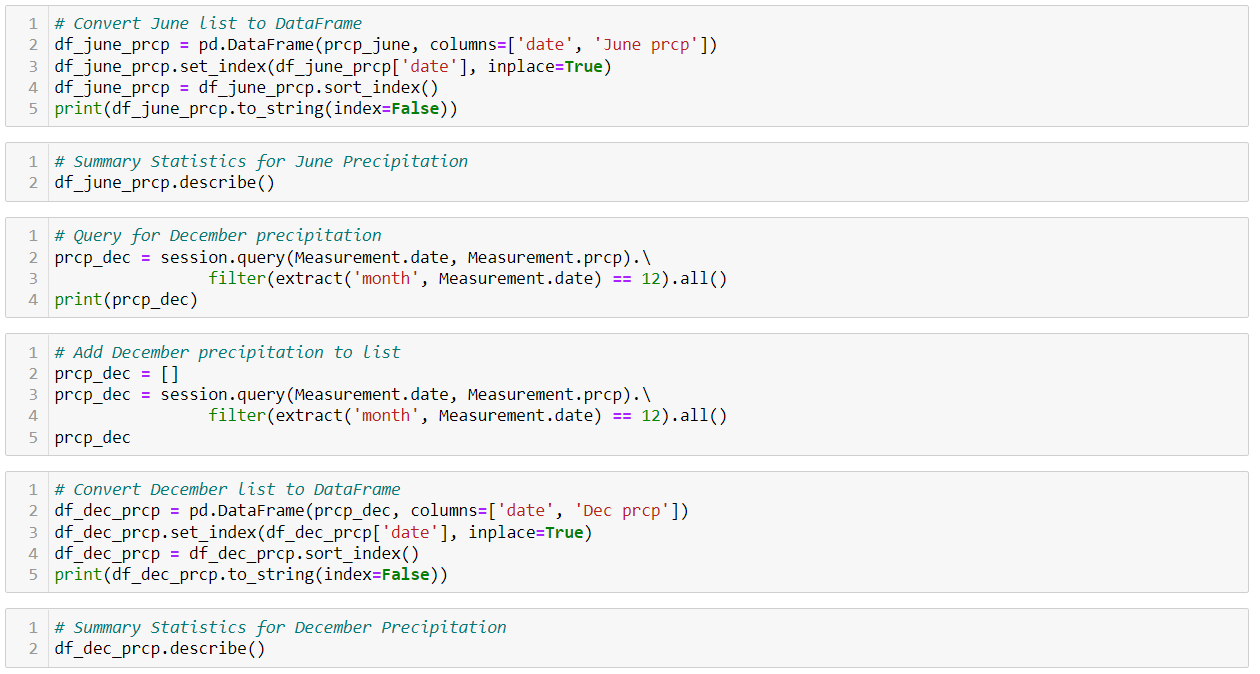 1 # Convert June list to DataFrame
2 df_june_prcp = pd.DataFrame(prcp_june, columns=['date', 'June prcp'])
3 df_june_prcp.set_index(df_june_prcp['date'], inplace=True)
4 df_june_prcp = df_june_prcp.sort_index()
5 print(df_june_prcp.to_string(index=False))
1 # Summary Statistics for June Precipitation
2 df_june_prcp.describe()
1 # Query for December precipitation
2 prcp_dec = session.query(Measurement.date, Measurement.prcp).\
3                 filter(extract('month', Measurement.date) == 12).all()
4 print(prcp_dec)
1 # Add December precipitation to list
2 prcp_dec = []
3 prcp_dec = session.query(Measurement.date, Measurement.prcp).\
4                 filter(extract('month', Measurement.date) == 12).all()
5 prcp_dec
1 # Convert December list to DataFrame
2 df_dec_prcp = pd.DataFrame(prcp_dec, columns=['date', 'Dec prcp'])
3 df_dec_prcp.set_index(df_dec_prcp['date'], inplace=True)
4 df_dec_prcp = df_dec_prcp.sort_index()
5 print(df_dec_prcp.to_string(index=False))
1 # Summary Statistics for December Precipitation
2 df_dec_prcp.describe()